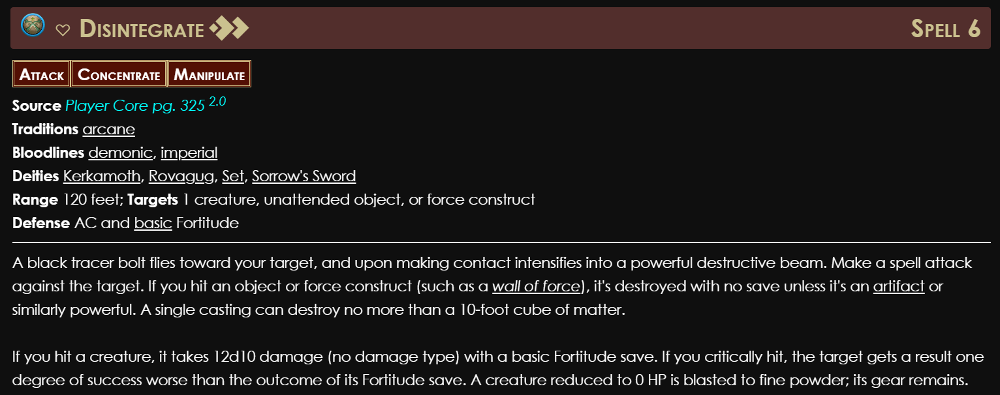 Disintegrate
Spell 6
Attack Concentrate Manipulate
Source Player Core pg. 325 2.0
Traditions arcane
Bloodlines demonic, imperial
Deities Kerkamoth, Rovagug, Set, Sorrow's Sword
Range 120 feet; Targets 1 creature, unattended object, or force construct
Defense AC and basic Fortitude
A black tracer bolt flies toward your target, and upon making contact intensifies into a powerful destructive beam. Make a spell attack
against the target. If you hit an object or force construct (such as a wall of force), it's destroyed with no save unless it's an artifact or
similarly powerful. A single casting can destroy no more than a 10-foot cube of matter.
If you hit a creature, it takes 12d10 damage (no damage type) with a basic Fortitude save. If you critically hit, the target gets a result one
degree of success worse than the outcome of its Fortitude save. A creature reduced to 0 HP is blasted to fine powder; its gear remains.